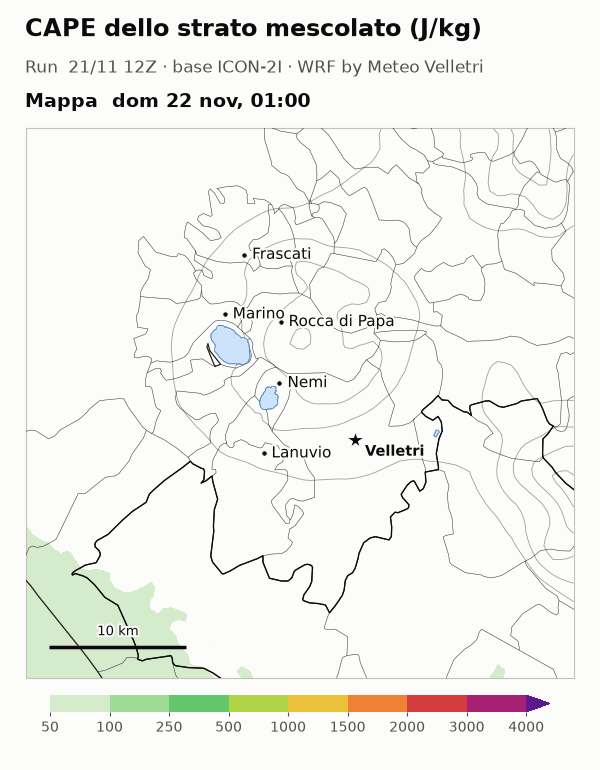 CAPE dello strato mescolato (J/kg)
Run  21/11 12Z · base ICON-2I · WRF by Meteo Velletri
Mappa  dom 22 nov, 01:00
Frascati
Marino
Rocca di Papa
Nemi
Velletri
Lanuvio
10 km
50 100 250 500 1000 1500 2000 3000 4000